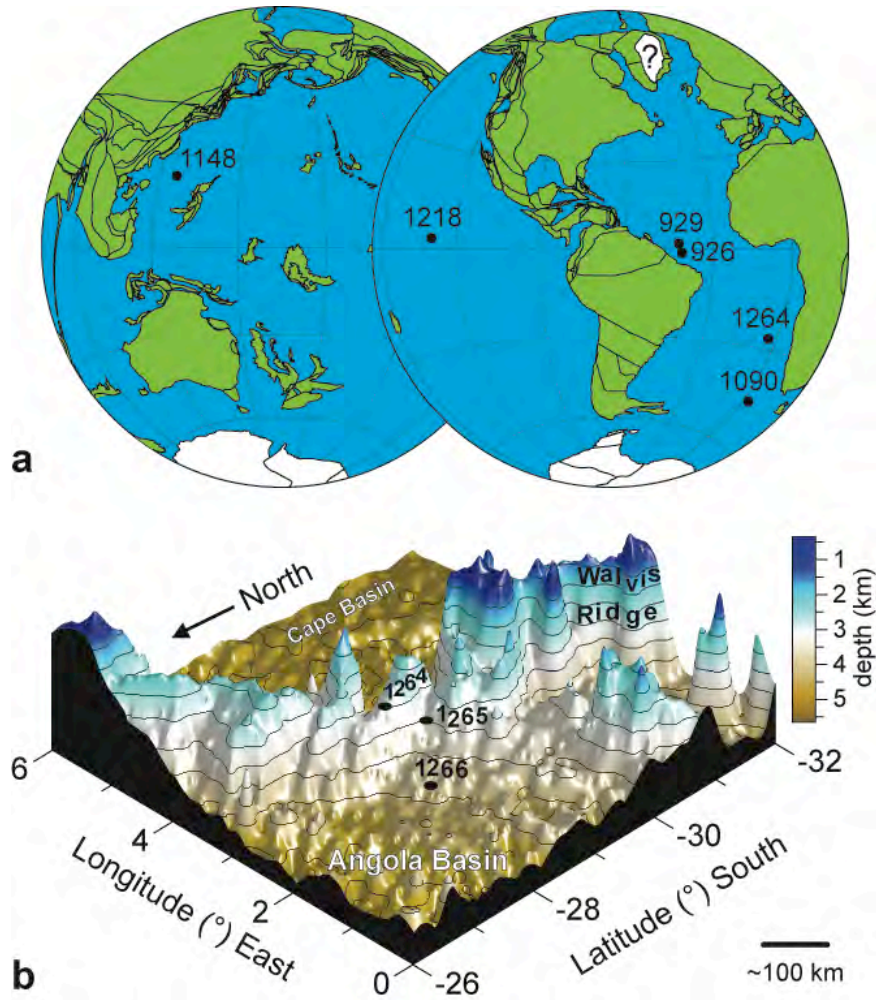 ?
1148
1218
929
926
1264
1090
a
North
Cape Basin
Walvis
Ridge
1
2
3
4
5
depth (km)
1264
1265
1266
Angola Basin
6
4
2
0
Longitude (°) East
-32
-30
-28
-26
Latitude (°) South
~100 km
b